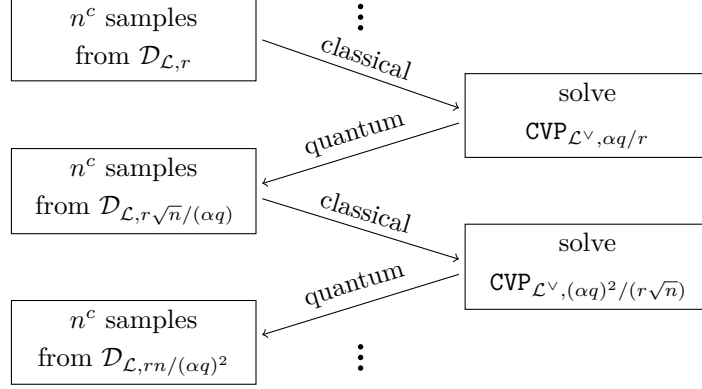 ⋮
n^c samples
from 𝒟_{ℒ,r}
classical
solve
CVP_{ℒ^∨,αq/r}
quantum
n^c samples
from 𝒟_{ℒ,r√n/(αq)}
classical
solve
CVP_{ℒ^∨,(αq)^2/(r√n)}
quantum
n^c samples
from 𝒟_{ℒ,rn/(αq)^2}
⋮